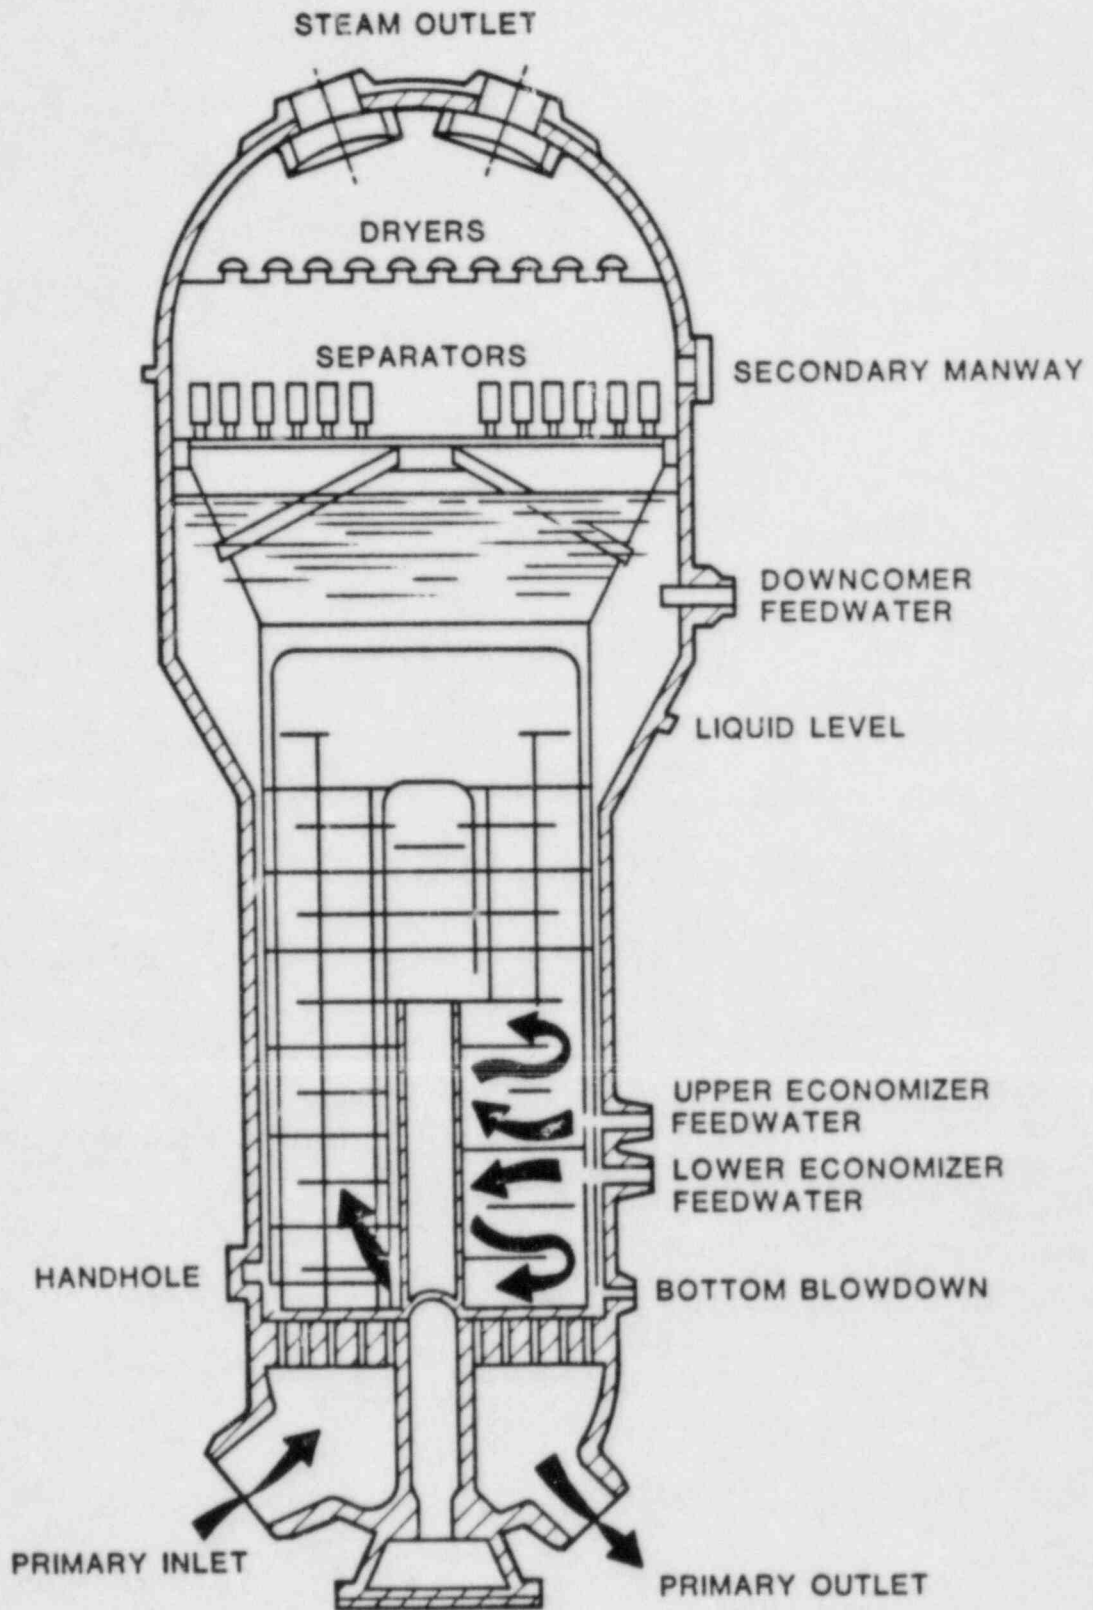 STEAM OUTLET
DRYERS
SEPARATORS
SECONDARY MANWAY
DOWNCOMER
FEEDWATER
LIQUID LEVEL
UPPER ECONOMIZER
FEEDWATER
LOWER ECONOMIZER
FEEDWATER
HANDHOLE
BOTTOM BLOWDOWN
PRIMARY INLET
PRIMARY OUTLET